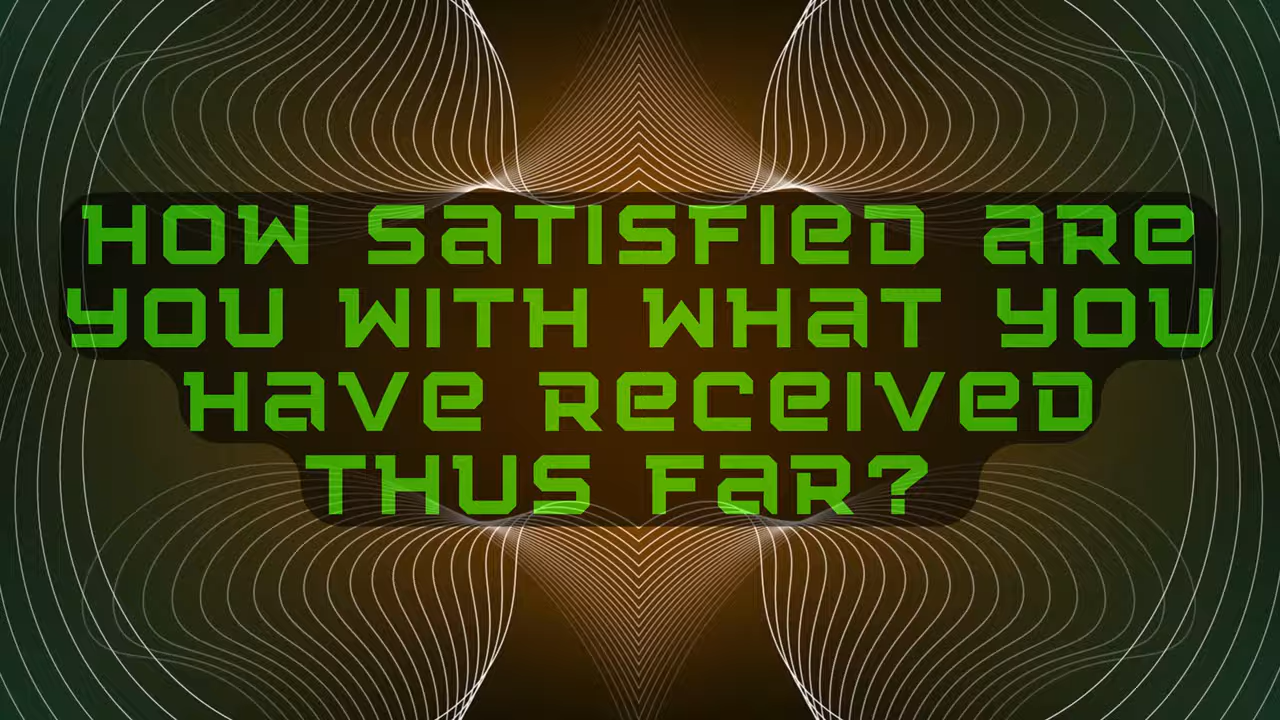 HOW SATISFIED ARE
YOU WITH WHAT YOU
HAVE RECEIVED
THUS FAR?